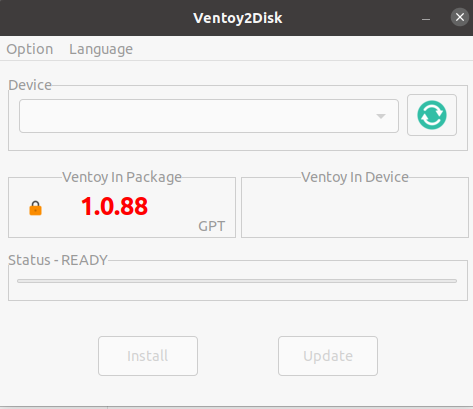 Ventoy2Disk
Option Language
Device
Ventoy In Package
1.0.88
GPT
Ventoy In Device
Status - READY
Install Update